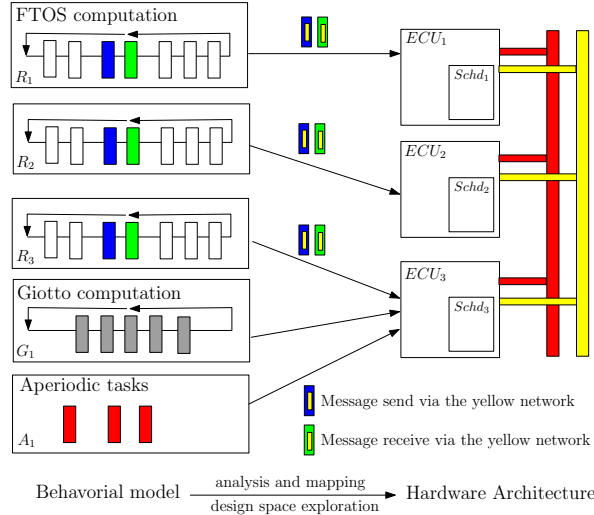 FTOS computation
R1
R2
R3
Giotto computation
G1
Aperiodic tasks
A1
ECU1
Schd1
ECU2
Schd2
ECU3
Schd3
Message send via the yellow network
Message receive via the yellow network
Behavorial model
analysis and mapping
design space exploration
Hardware Architecture